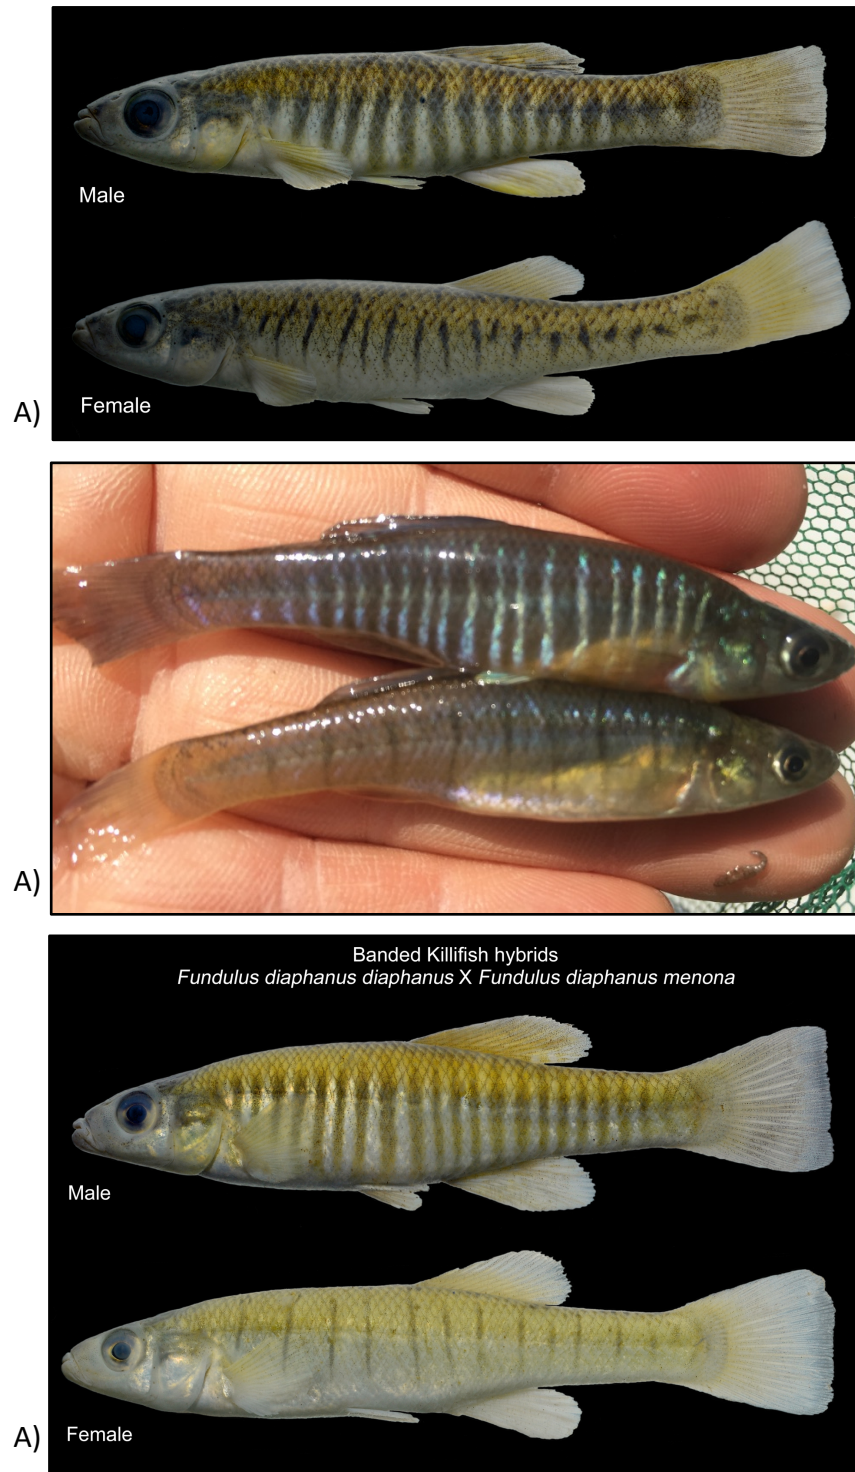 Male
Female
A)
A)
Banded Killifish hybrids
Fundulus diaphanus diaphanus X Fundulus diaphanus menona
Male
Female
A)